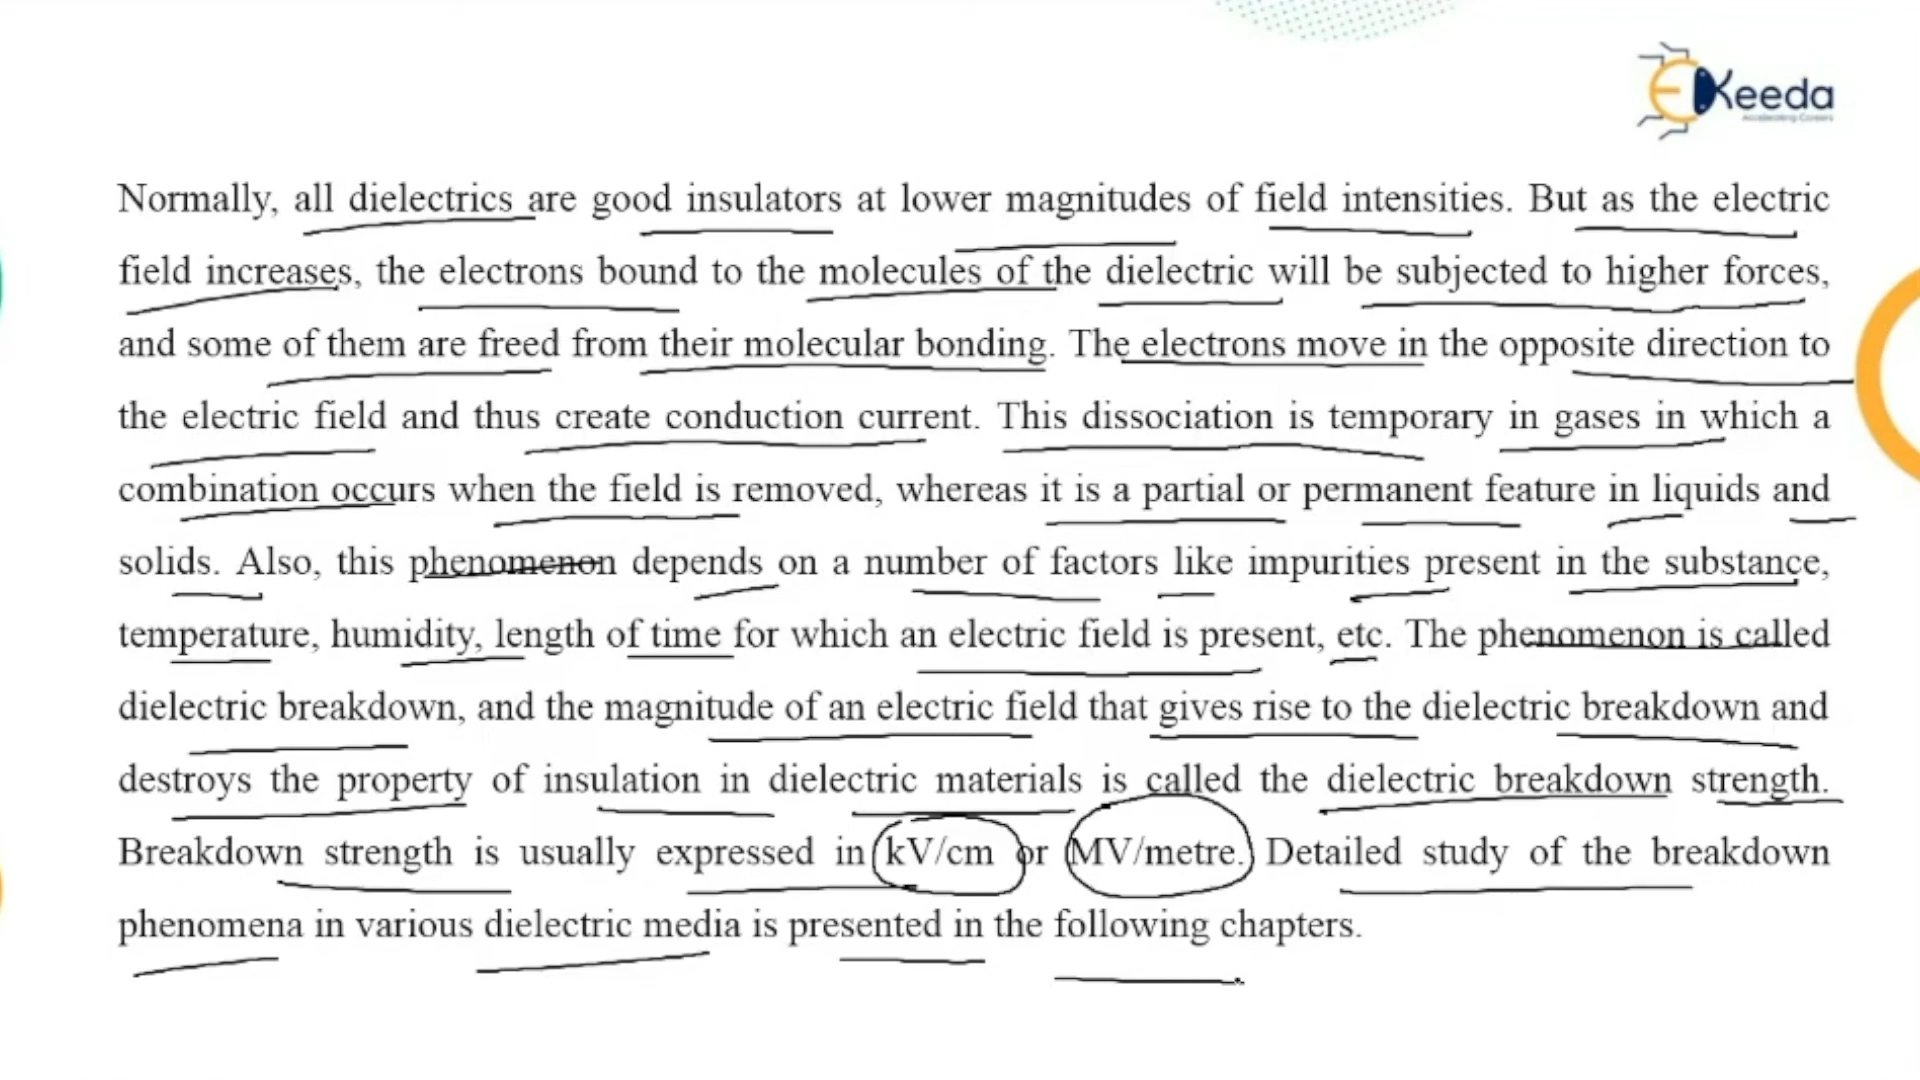 EKeeda
Accelerating Careers
Normally, all dielectrics are good insulators at lower magnitudes of field intensities. But as the electric
field increases, the electrons bound to the molecules of the dielectric will be subjected to higher forces,
and some of them are freed from their molecular bonding. The electrons move in the opposite direction to
the electric field and thus create conduction current. This dissociation is temporary in gases in which a
combination occurs when the field is removed, whereas it is a partial or permanent feature in liquids and
solids. Also, this phenomenon depends on a number of factors like impurities present in the substance,
temperature, humidity, length of time for which an electric field is present, etc. The phenomenon is called
dielectric breakdown, and the magnitude of an electric field that gives rise to the dielectric breakdown and
destroys the property of insulation in dielectric materials is called the dielectric breakdown strength.
Breakdown strength is usually expressed in kV/cm or MV/metre. Detailed study of the breakdown
phenomena in various dielectric media is presented in the following chapters.